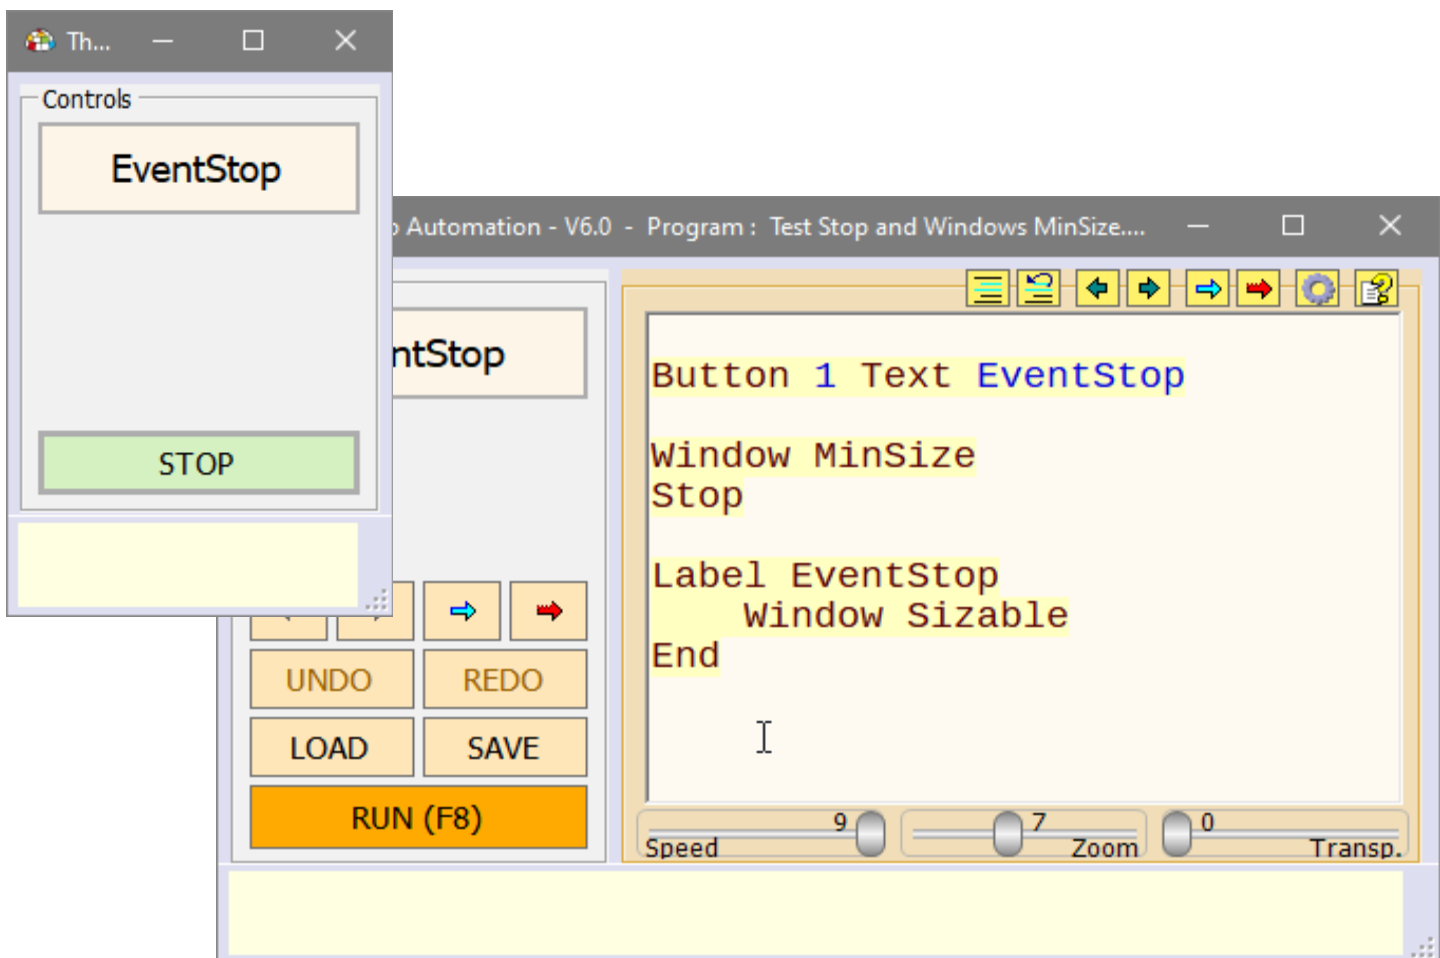 Th...
Controls
EventStop
STOP
Automation - V6.0 - Program : Test Stop and Windows MinSize....
ntStop
UNDO
REDO
LOAD
SAVE
RUN (F8)
Button 1 Text EventStop
Window MinSize
Stop
Label EventStop
Window Sizable
End
9
Speed
7
Zoom
0
Transp.